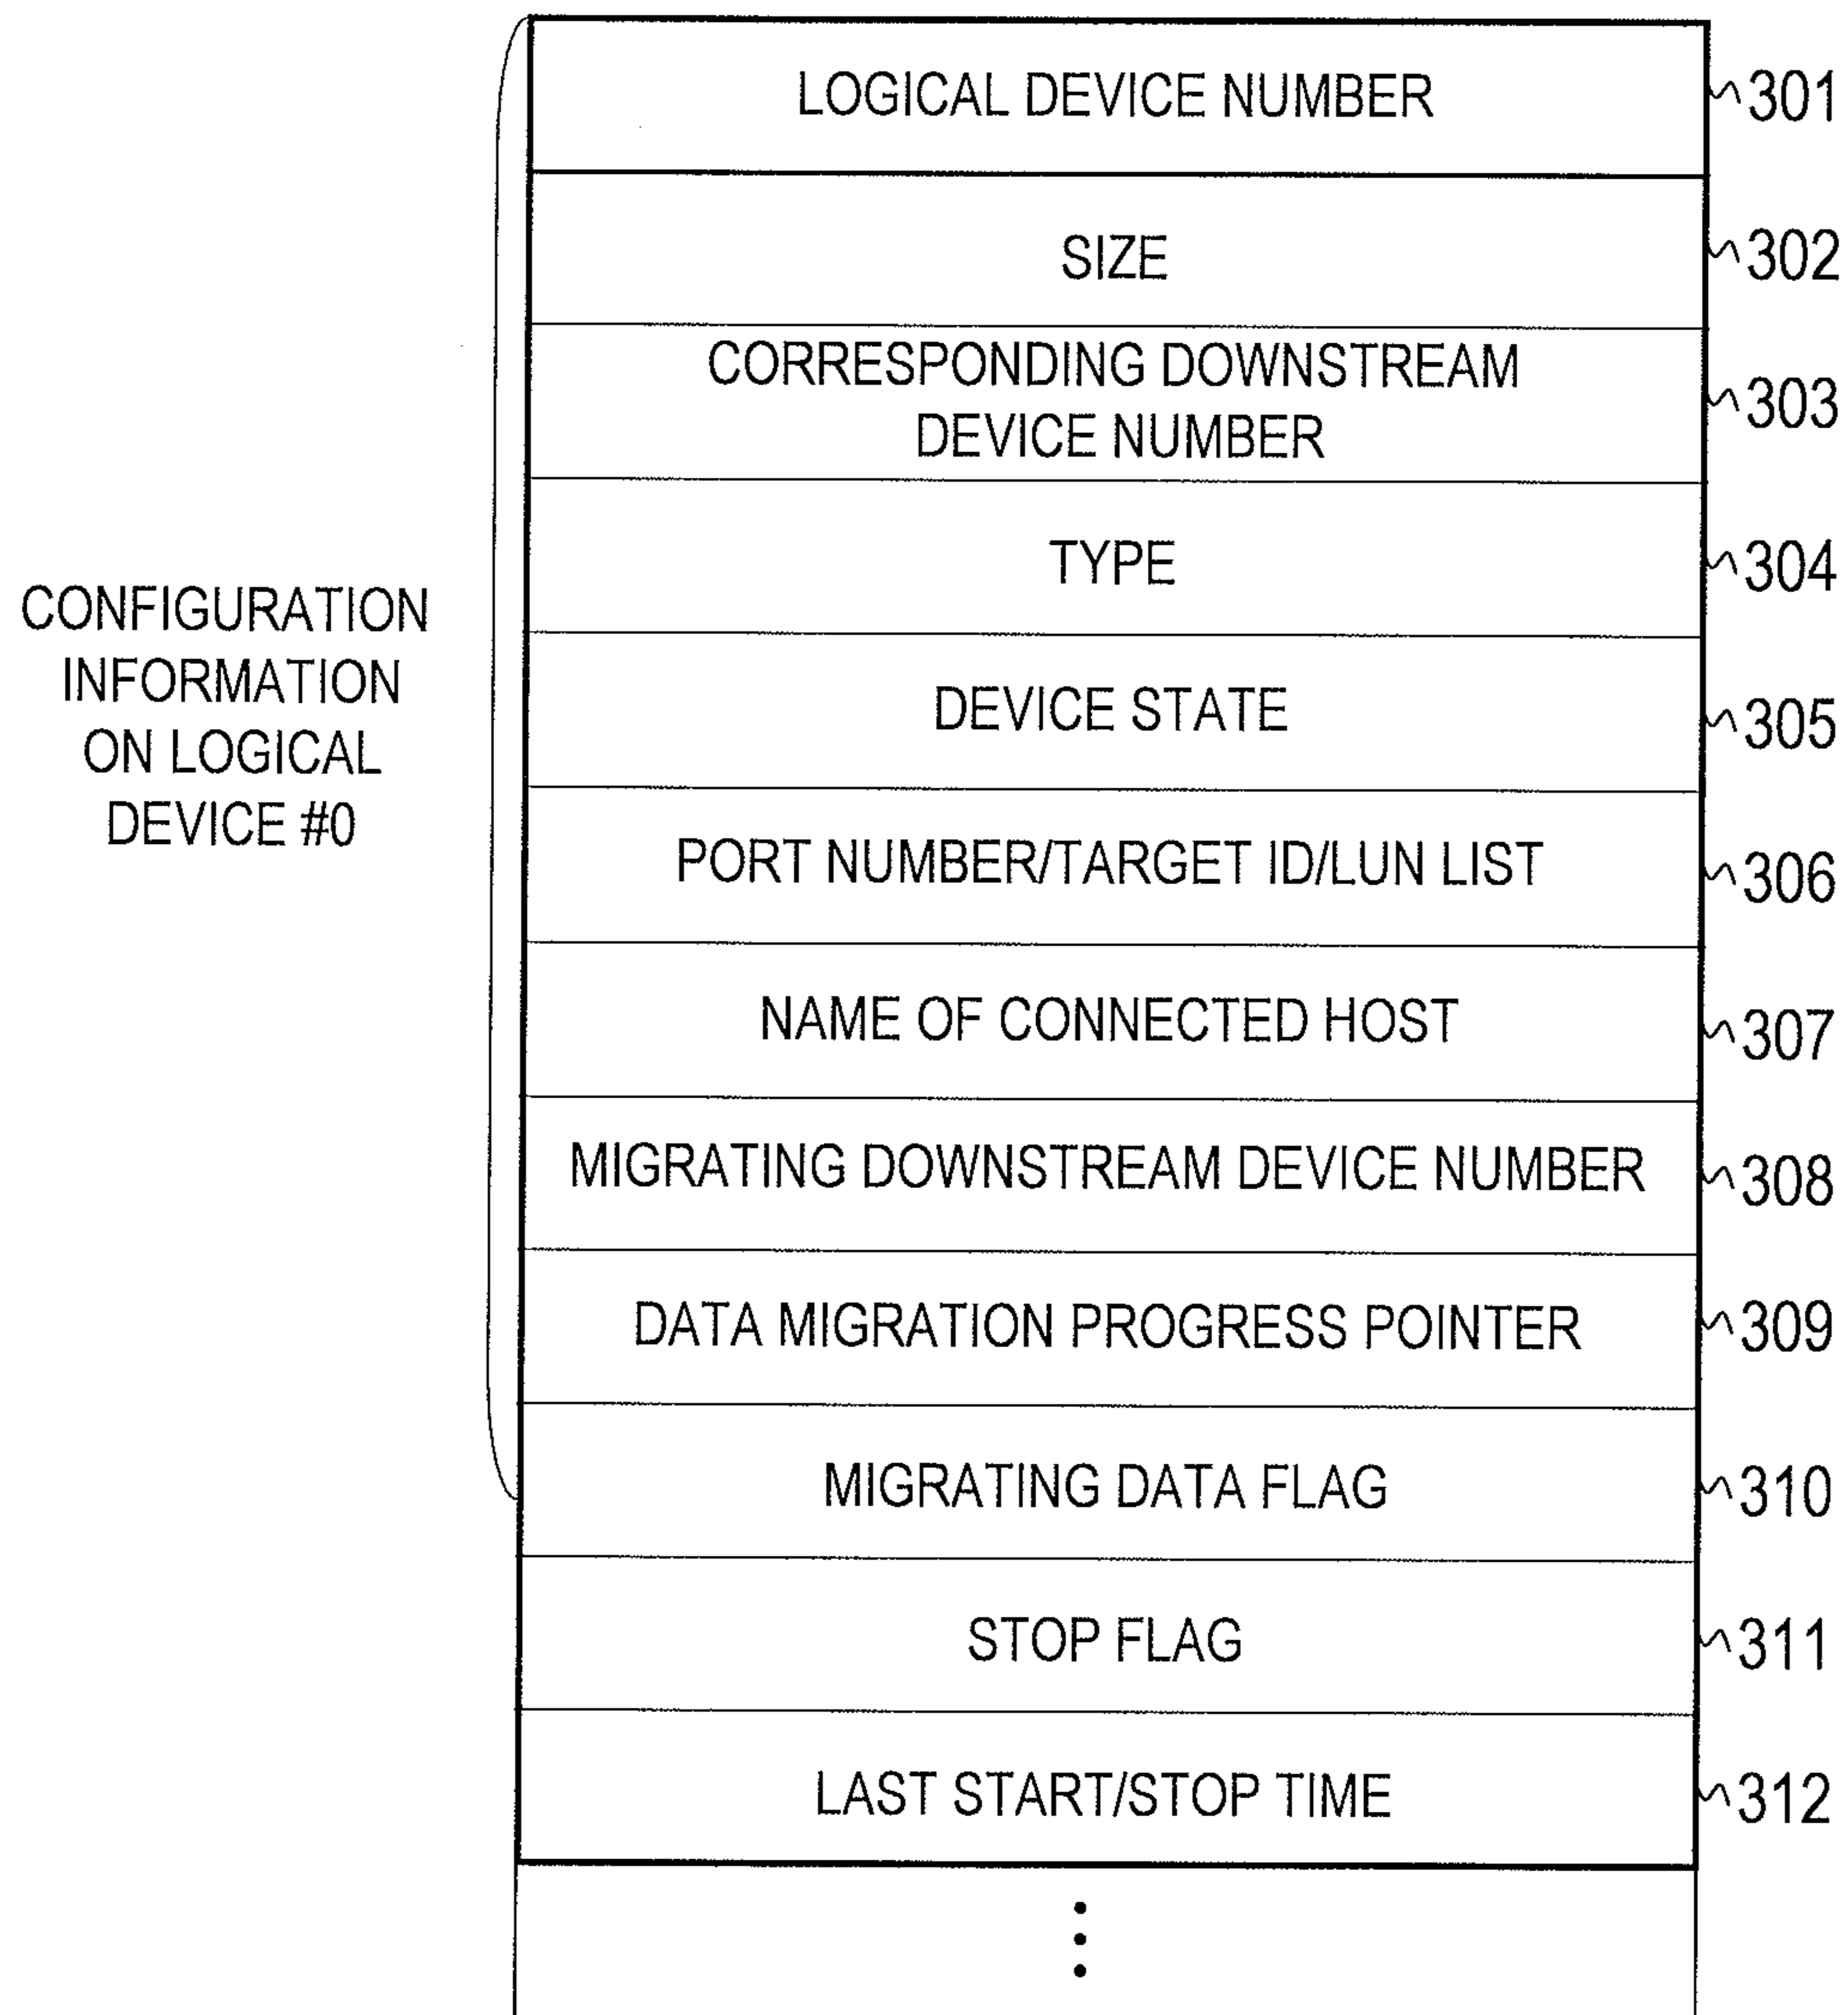 LOGICAL DEVICE NUMBER
301
SIZE
302
CORRESPONDING DOWNSTREAM
DEVICE NUMBER
303
TYPE
304
DEVICE STATE
305
PORT NUMBER/TARGET ID/LUN LIST
306
NAME OF CONNECTED HOST
307
MIGRATING DOWNSTREAM DEVICE NUMBER
308
DATA MIGRATION PROGRESS POINTER
309
MIGRATING DATA FLAG
310
STOP FLAG
311
LAST START/STOP TIME
312
CONFIGURATION
INFORMATION
ON LOGICAL
DEVICE #0